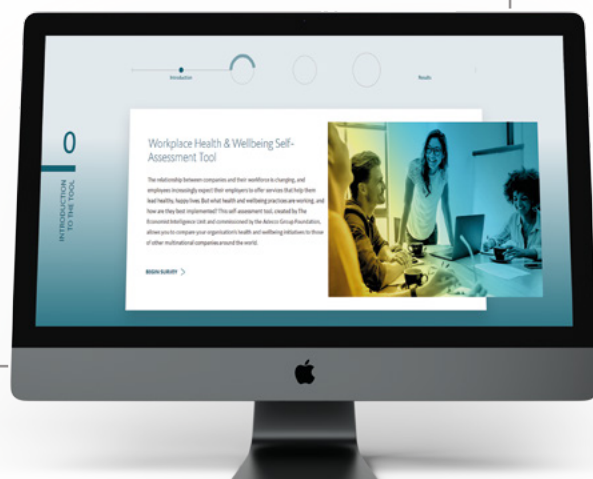 Introduction
Results
0
INTRODUCTION
TO THE TOOL
Workplace Health & Wellbeing Self-
Assessment Tool
The relationship between companies and their workforce is changing, and
employees increasingly expect their employers to offer services that help them
lead healthy, happy lives. But what health and wellbeing practices are working, and
how are they best implemented? This self assessment tool, created by The
Economist Intelligence Unit and commissioned by the Adecco Group Foundation,
allows you to compare your organisation's health and wellbeing initiatives to those
of other multinational companies around the world.
BEGIN SURVEY >